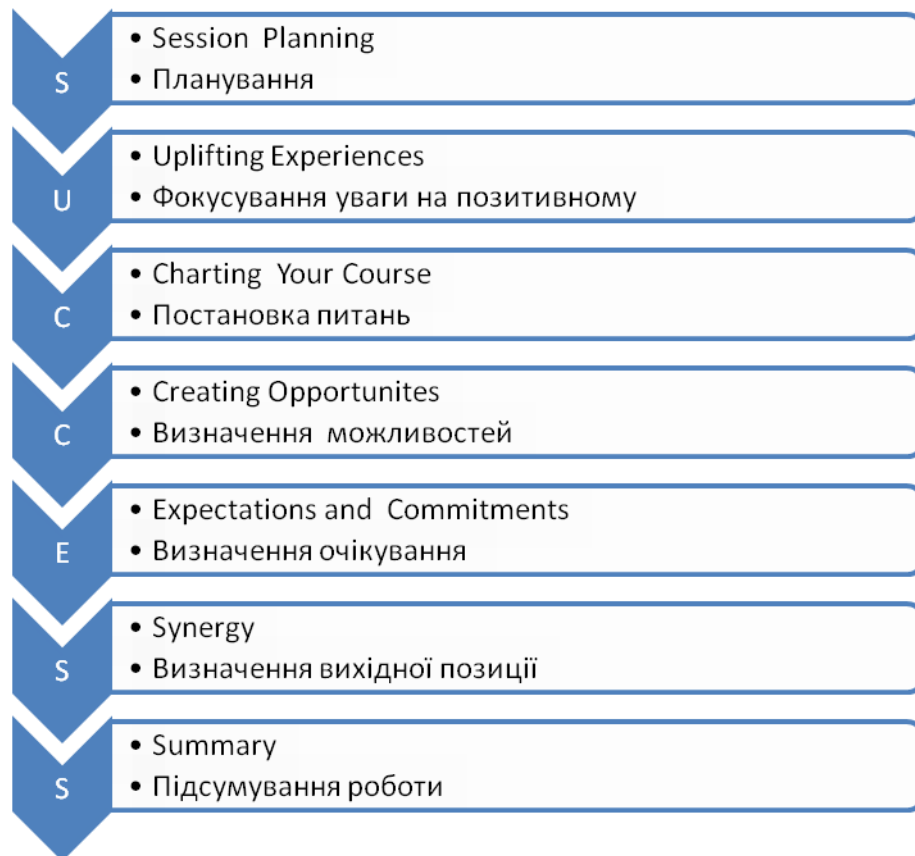 S
• Session Planning
• Планування
U
• Uplifting Experiences
• Фокусування уваги на позитивному
C
• Charting Your Course
• Постановка питань
C
• Creating Opportunites
• Визначення можливостей
E
• Expectations and Commitments
• Визначення очікування
S
• Synergy
• Визначення вихідної позиції
S
• Summary
• Підсумування роботи